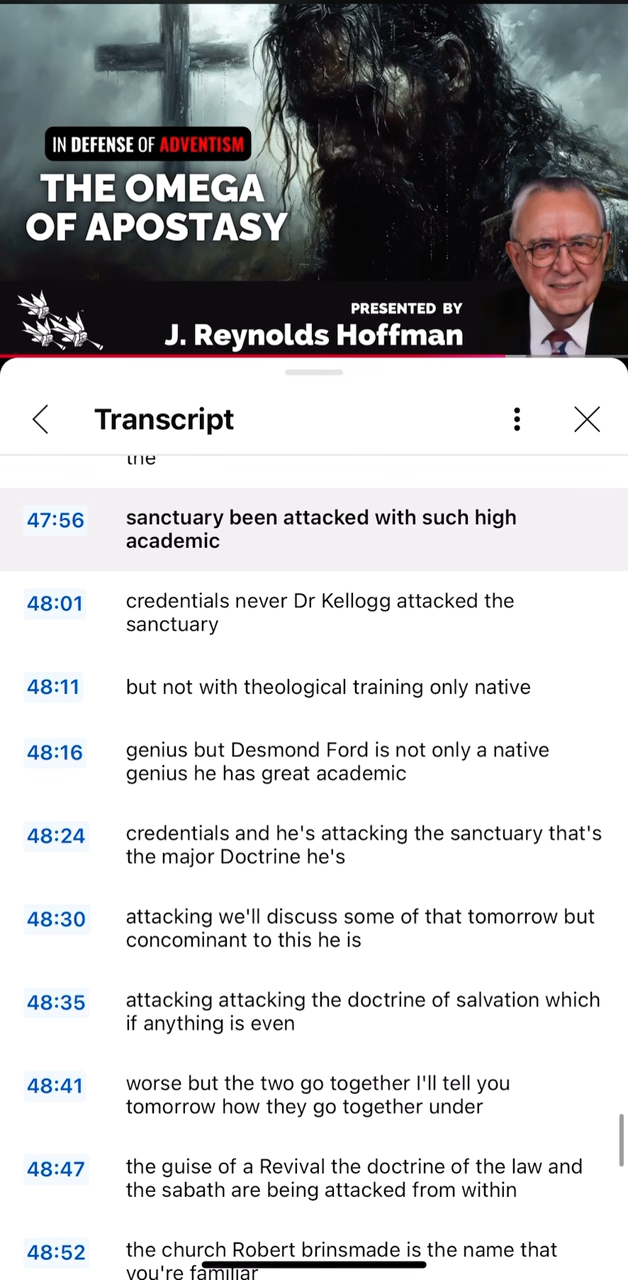 IN DEFENSE OF ADVENTISM
THE OMEGA
OF APOSTASY
PRESENTED BY
J. Reynolds Hoffman
Transcript
the
47:56
sanctuary been attacked with such high
academic
48:01
credentials never Dr Kellogg attacked the
sanctuary
48:11
but not with theological training only native
48:16
genius but Desmond Ford is not only a native
genius he has great academic
48:24
credentials and he's attacking the sanctuary that's
the major Doctrine he's
48:30
attacking we'll discuss some of that tomorrow but
concominant to this he is
48:35
attacking attacking the doctrine of salvation which
if anything is even
48:41
worse but the two go together I'll tell you
tomorrow how they go together under
48:47
the guise of a Revival the doctrine of the law and
the sabath are being attacked from within
48:52
the church Robert brinsmade is the name that
you're familiar